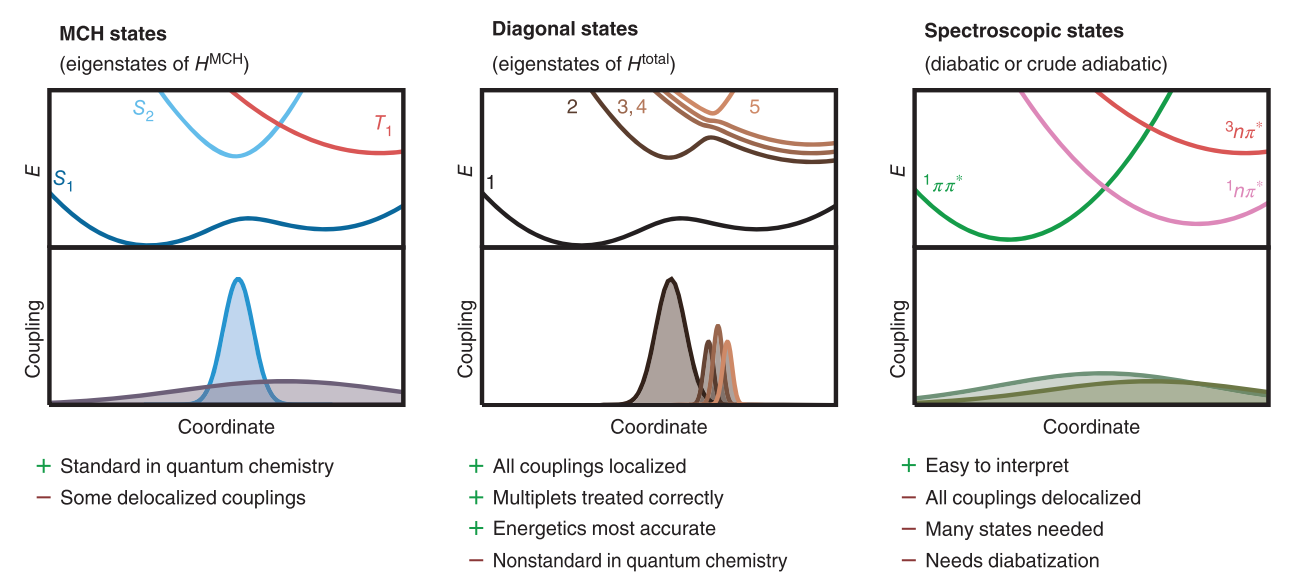 MCH states
(eigenstates of H^MCH)
S₂
T₁
S₁
E
Coupling
Coordinate
+ Standard in quantum chemistry
− Some delocalized couplings
Diagonal states
(eigenstates of H^total)
2
3, 4
5
1
E
Coupling
Coordinate
+ All couplings localized
+ Multiplets treated correctly
+ Energetics most accurate
− Nonstandard in quantum chemistry
Spectroscopic states
(diabatic or crude adiabatic)
³nπ*
¹ππ*
¹nπ*
E
Coupling
Coordinate
+ Easy to interpret
− All couplings delocalized
− Many states needed
− Needs diabatization